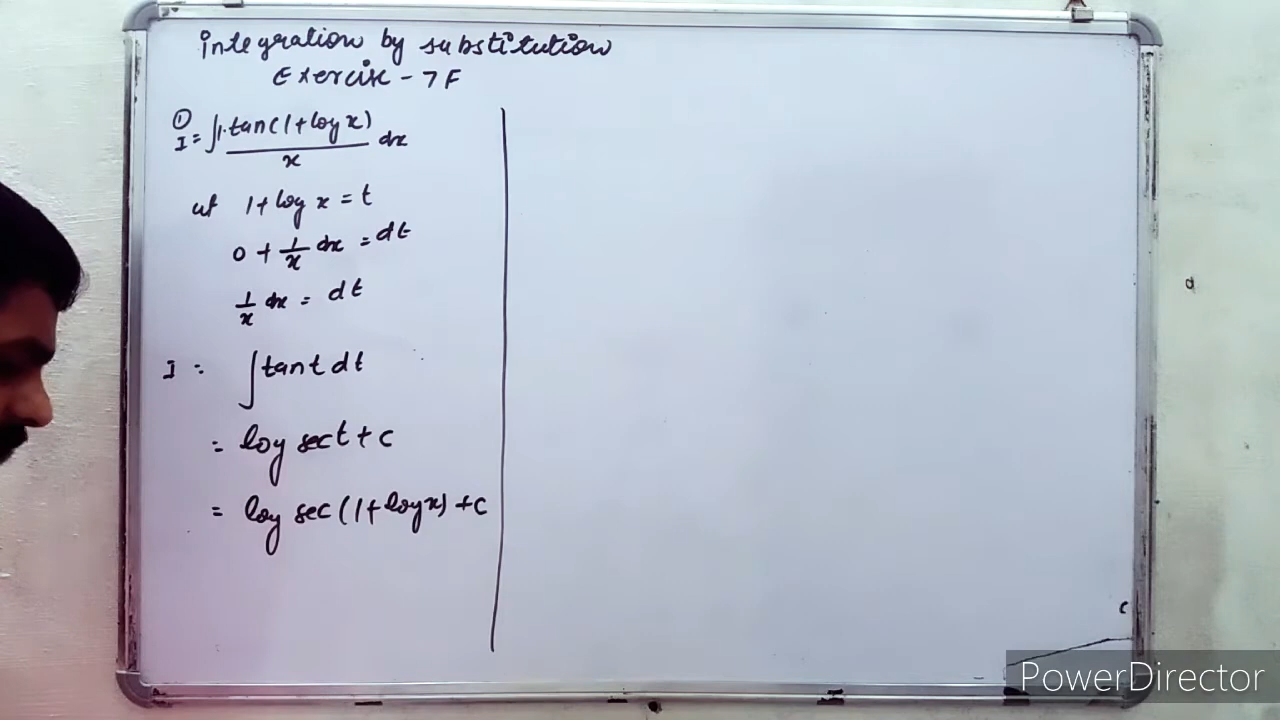 integration by substitution
Exercise - 7F
①
I = ∫ 1. tan(1+log x) / x dx
let 1+log x = t
0 + 1/x dx = dt
1/x dx = dt
I = ∫ tan t dt
= log sec t + c
= log sec (1+log x) + c
PowerDirector